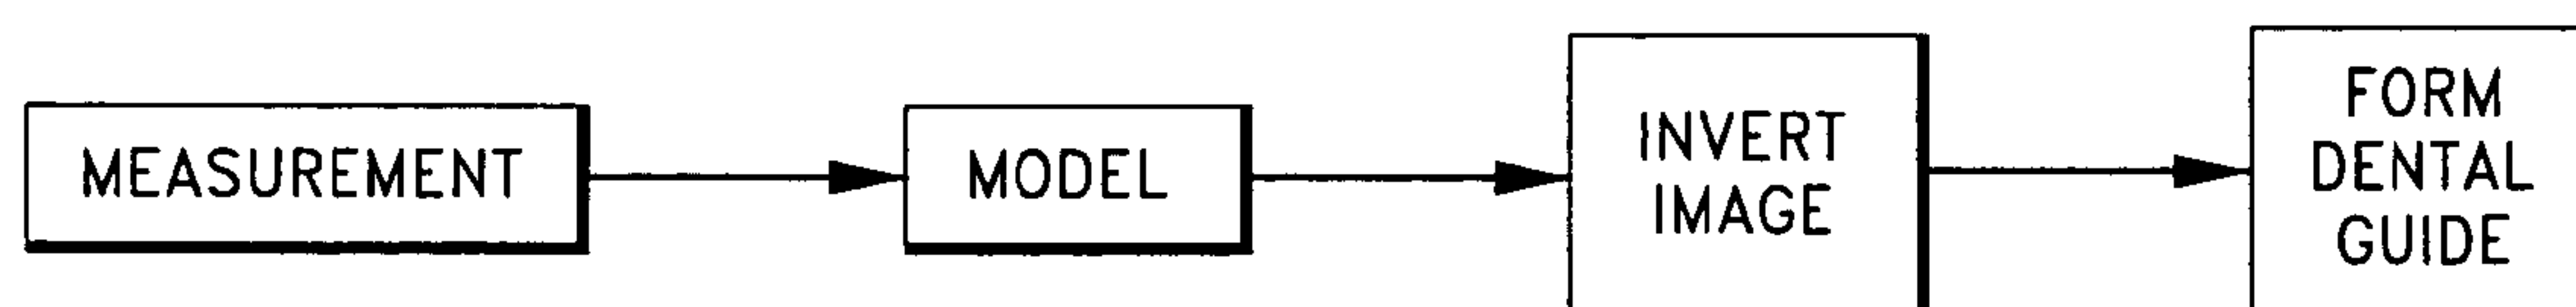 MEASUREMENT
MODEL
INVERT
IMAGE
FORM
DENTAL
GUIDE